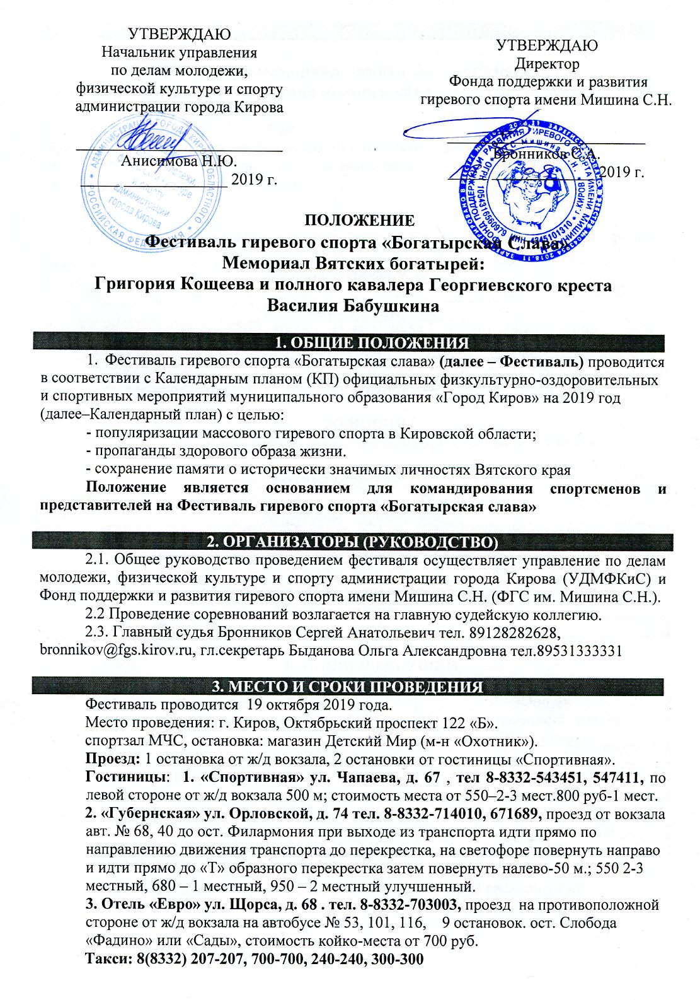 УТВЕРЖДАЮ
Начальник управления
по делам молодежи,
физической культуре и спорту
администрации города Кирова
Анисимова Н.Ю.
2019 г.
УТВЕРЖДАЮ
Директор
Фонда поддержки и развития
гиревого спорта имени Мишина С.Н.
Бронников С.А.
2019 г.
ПОЛОЖЕНИЕ
Фестиваль гиревого спорта «Богатырская Слава»
Мемориал Вятских богатырей:
Григория Кощеева и полного кавалера Георгиевского креста
Василия Бабушкина
1. ОБЩИЕ ПОЛОЖЕНИЯ
1. Фестиваль гиревого спорта «Богатырская слава» (далее – Фестиваль) проводится
в соответствии с Календарным планом (КП) официальных физкультурно-оздоровительных
и спортивных мероприятий муниципального образования «Город Киров» на 2019 год
(далее–Календарный план) с целью:
- популяризации массового гиревого спорта в Кировской области;
- пропаганды здорового образа жизни.
- сохранение памяти о исторически значимых личностях Вятского края
Положение является основанием для командирования спортсменов и
представителей на Фестиваль гиревого спорта «Богатырская слава»
2. ОРГАНИЗАТОРЫ (РУКОВОДСТВО)
2.1. Общее руководство проведением фестиваля осуществляет управление по делам
молодежи, физической культуре и спорту администрации города Кирова (УДМФКиС) и
Фонд поддержки и развития гиревого спорта имени Мишина С.Н. (ФГС им. Мишина С.Н.).
2.2 Проведение соревнований возлагается на главную судейскую коллегию.
2.3. Главный судья Бронников Сергей Анатольевич тел. 89128282628,
bronnikov@fgs.kirov.ru, гл.секретарь Быданова Ольга Александровна тел.89531333331
3. МЕСТО И СРОКИ ПРОВЕДЕНИЯ
Фестиваль проводится 19 октября 2019 года.
Место проведения: г. Киров, Октябрьский проспект 122 «Б».
спортзал МЧС, остановка: магазин Детский Мир (м-н «Охотник»).
Проезд: 1 остановка от ж/д вокзала, 2 остановки от гостиницы «Спортивная».
Гостиницы: 1. «Спортивная» ул. Чапаева, д. 67 , тел 8-8332-543451, 547411, по
левой стороне от ж/д вокзала 500 м; стоимость места от 550–2-3 мест.800 руб-1 мест.
2. «Губернская» ул. Орловской, д. 74 тел. 8-8332-714010, 671689, проезд от вокзала
авт. № 68, 40 до ост. Филармония при выходе из транспорта идти прямо по
направлению движения транспорта до перекрестка, на светофоре повернуть направо
и идти прямо до «Т» образного перекрестка затем повернуть налево-50 м.; 550 2-3
местный, 680 – 1 местный, 950 – 2 местный улучшенный.
3. Отель «Евро» ул. Щорса, д. 68 . тел. 8-8332-703003, проезд на противоположной
стороне от ж/д вокзала на автобусе № 53, 101, 116, 9 остановок. ост. Слобода
«Фадино» или «Сады», стоимость койко-места от 700 руб.
Такси: 8(8332) 207-207, 700-700, 240-240, 300-300